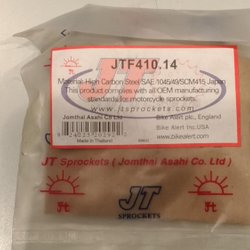 JTF410.14
Material: High Carbon Steel/SAE 1045/49/SCM415 Japan
This product complies with all OEM manufacturing
standards for motorcycle sprockets.
www.jtsprockets.com
Jomthai Asahi Co Ltd
Bike Alert plc., England
Bike Alert Inc.USA
www.bikealert.com
Made in Thailand
JT Sprockets ( Jomthai Asahi Co. Ltd )
Jt
JT
SPROCKETS
Jt